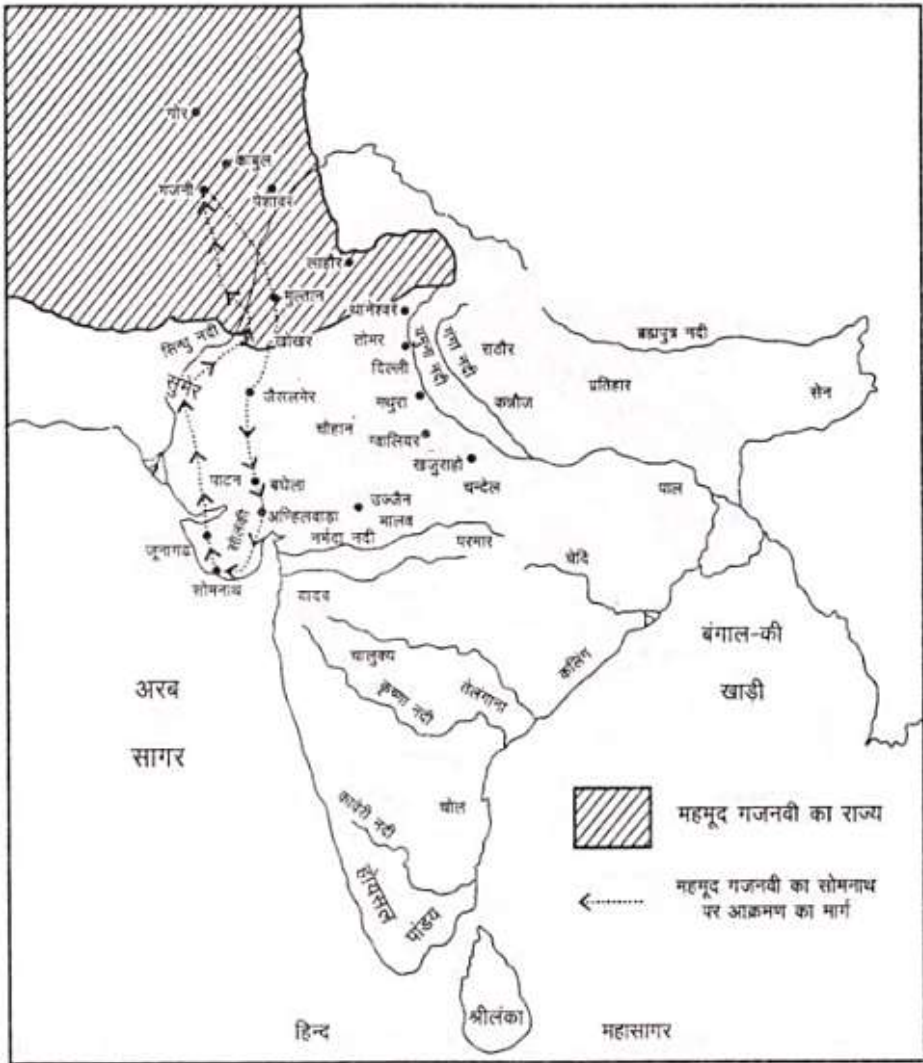 गोर
काबुल
गजनी
पेशावर
लाहौर
मुल्तान
थानेश्वर
सिन्धु नदी
खोखर
तोमर
यमुना नदी
गंगा नदी
राठौर
ब्रह्मपुत्र नदी
दिल्ली
सुमेर
जैसलमेर
मथुरा
कन्नौज
प्रतिहार
सेन
चौहान
ग्वालियर
खजुराहो
पाटन
बघेला
चन्देल
पाल
उज्जैन
अन्हिलवाड़ा
मालव
सोलंकी
नर्मदा नदी
परमार
जूनागढ
चेदि
सोमनाथ
यादव
बंगाल-की
खाड़ी
चालुक्य
तेलंगाना
कलिंग
कृष्णा नदी
अरब
सागर
कावेरी नदी
चोल
महमूद गजनवी का राज्य
होयसल
पांडय
महमूद गजनवी का सोमनाथ
पर आक्रमण का मार्ग
श्रीलंका
हिन्द
महासागर